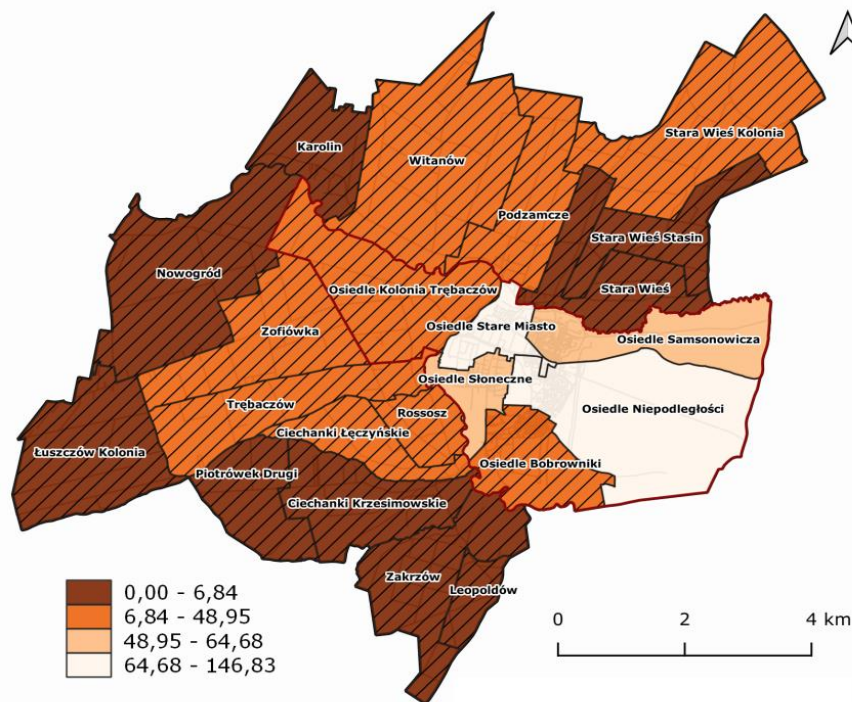 Stara Wieś Kolonia
Karolin
Witanów
Podzamcze
Stara Wieś Stasin
Nowogród
Stara Wieś
Osiedle Kolonia Trębaczów
Osiedle Stare Miasto
Zofiówka
Osiedle Samsonowicza
Osiedle Słoneczne
Trębaczów
Rossosz
Osiedle Niepodległości
Ciechanki Łęczyńskie
Łuszczów Kolonia
Osiedle Bobrowniki
Piotrówek Drugi
Ciechanki Krzesimowskie
Zakrzów
Leopoldów
0,00 - 6,84
6,84 - 48,95
48,95 - 64,68
64,68 - 146,83
0 2 4 km